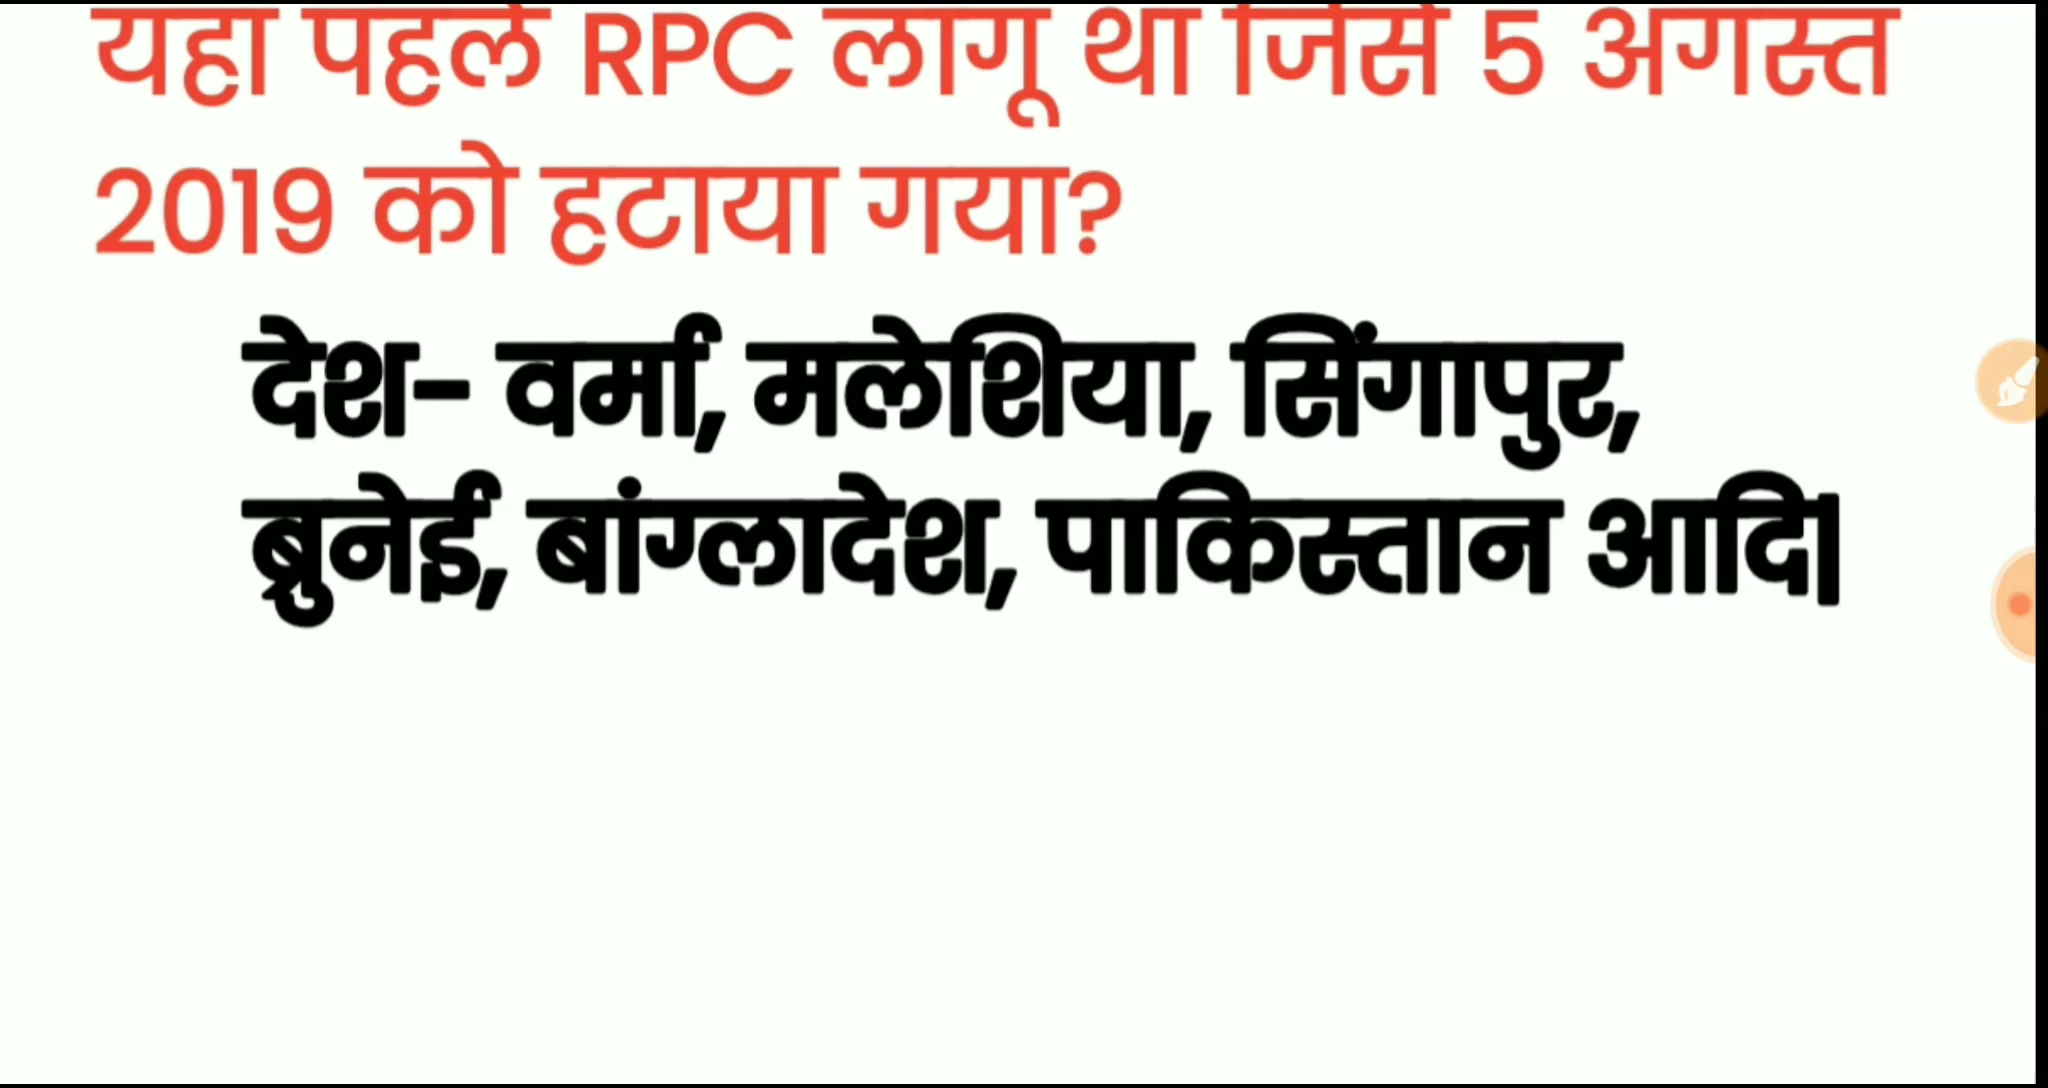 यहाँ पहले RPC लागू था जिसे 5 अगस्त
2019 को हटाया गया?
देश- वर्मा, मलेशिया, सिंगापुर,
ब्रुनेई, बांग्लादेश, पाकिस्तान आदि|